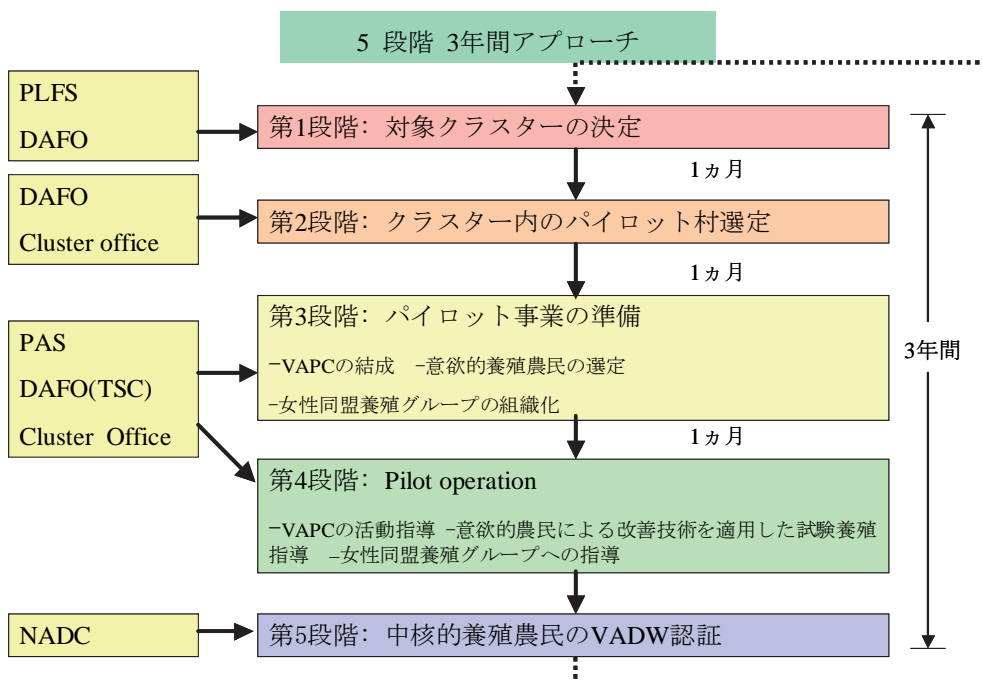 5 段階 3年間アプローチ
PLFS
DAFO
第1段階: 対象クラスターの決定
1ヵ月
DAFO
Cluster office
第2段階: クラスター内のパイロット村選定
1ヵ月
PAS
DAFO(TSC)
Cluster Office
第3段階: パイロット事業の準備
−VAPCの結成 −意欲的養殖農民の選定
−女性同盟養殖グループの組織化
1ヵ月
第4段階: Pilot operation
−VAPCの活動指導 −意欲的農民による改善技術を適用した試験養殖
指導 −女性同盟養殖グループへの指導
NADC
第5段階: 中核的養殖農民のVADW認証
3年間